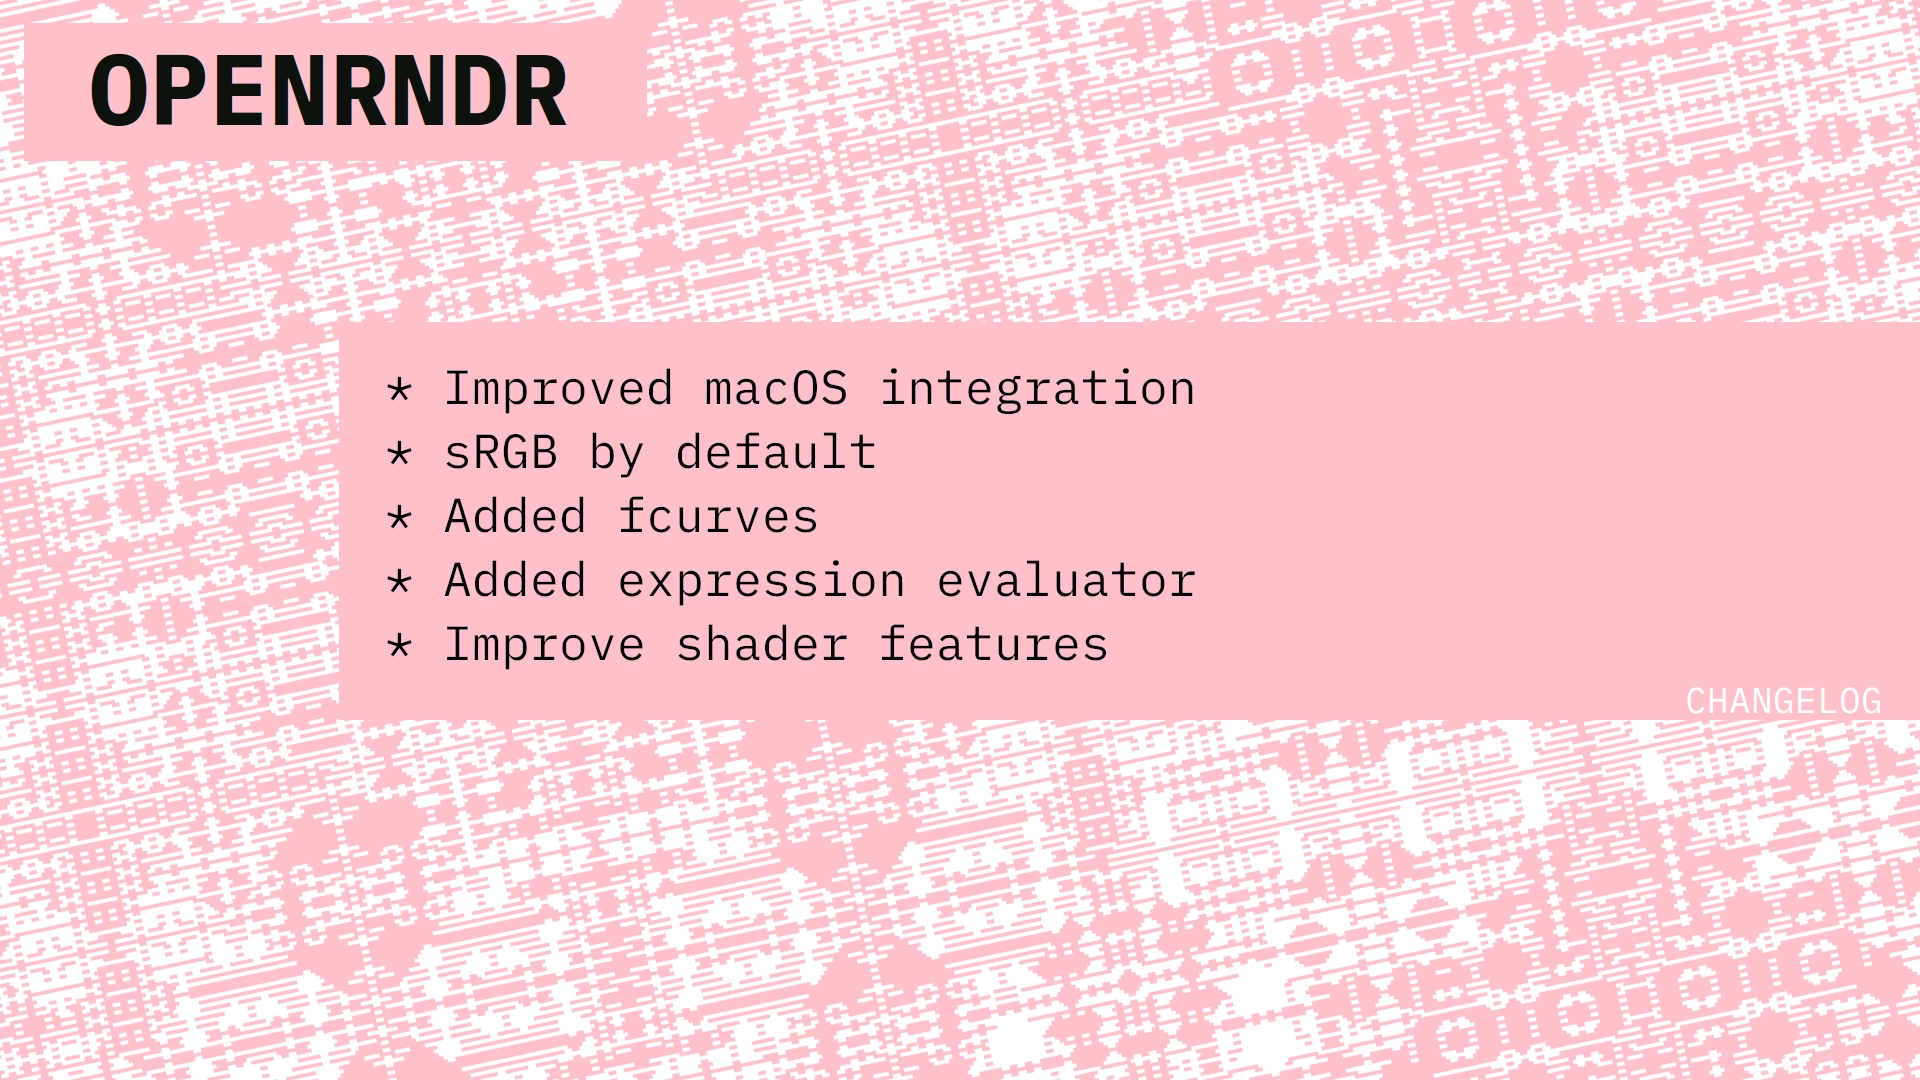 OPENRNDR
* Improved macOS integration
* sRGB by default
* Added fcurves
* Added expression evaluator
* Improve shader features
CHANGELOG